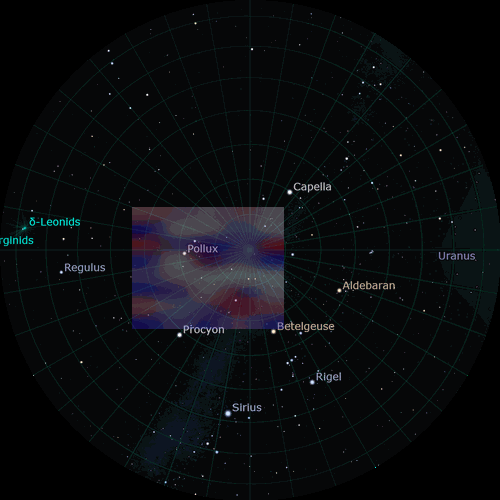 Capella
δ-Leonids
rginids
Pollux
Uranus
Regulus
Aldebaran
Procyon
Betelgeuse
Rigel
Sirius